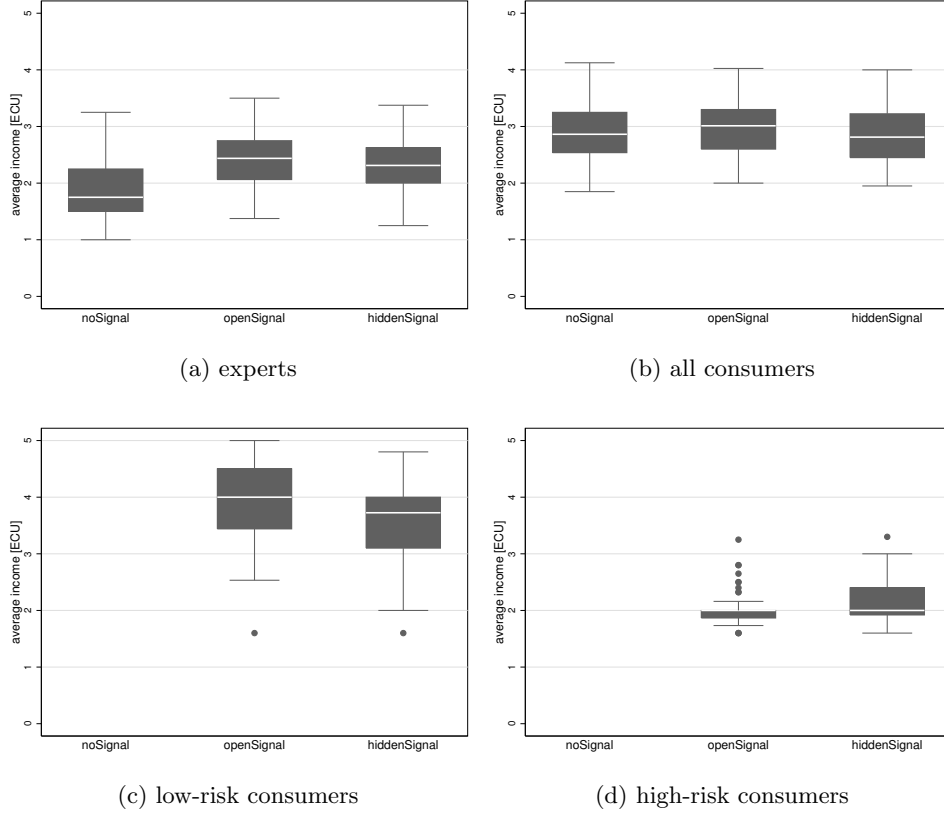 5
4
3
2
1
0
average income [ECU]
noSignal openSignal hiddenSignal
(a) experts
5
4
3
2
1
0
average income [ECU]
noSignal openSignal hiddenSignal
(b) all consumers
5
4
3
2
1
0
average income [ECU]
noSignal openSignal hiddenSignal
(c) low-risk consumers
5
4
3
2
1
0
average income [ECU]
noSignal openSignal hiddenSignal
(d) high-risk consumers